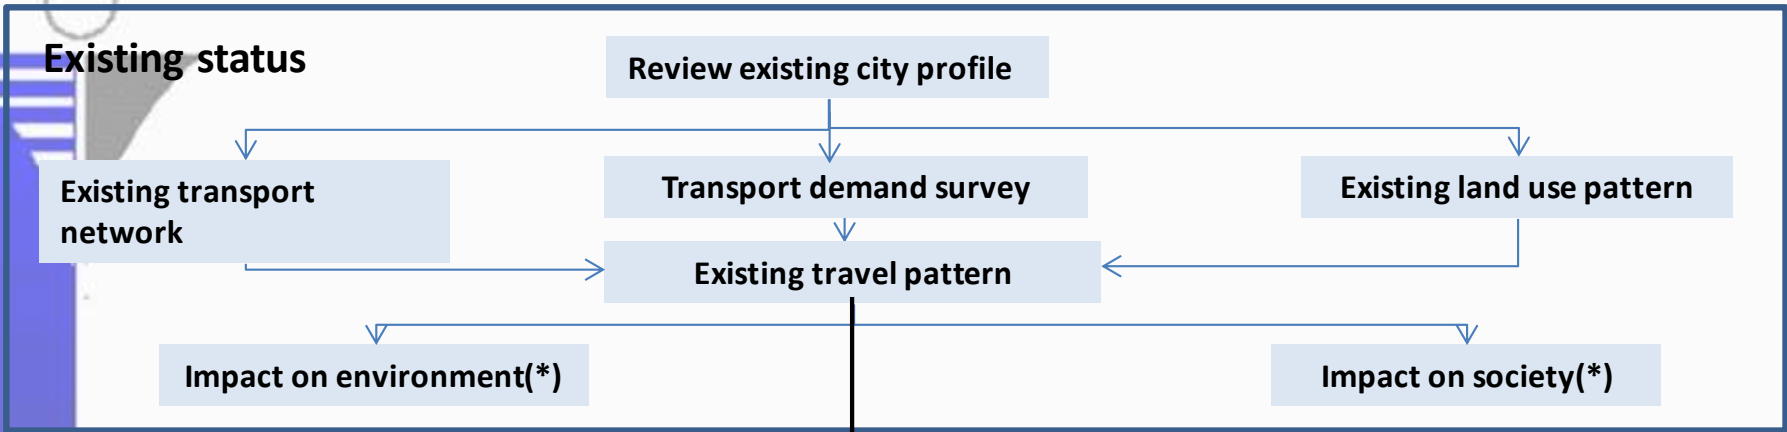 Existing status
Review existing city profile
Existing transport
network
Transport demand survey
Existing land use pattern
Existing travel pattern
Impact on environment(*)
Impact on society(*)